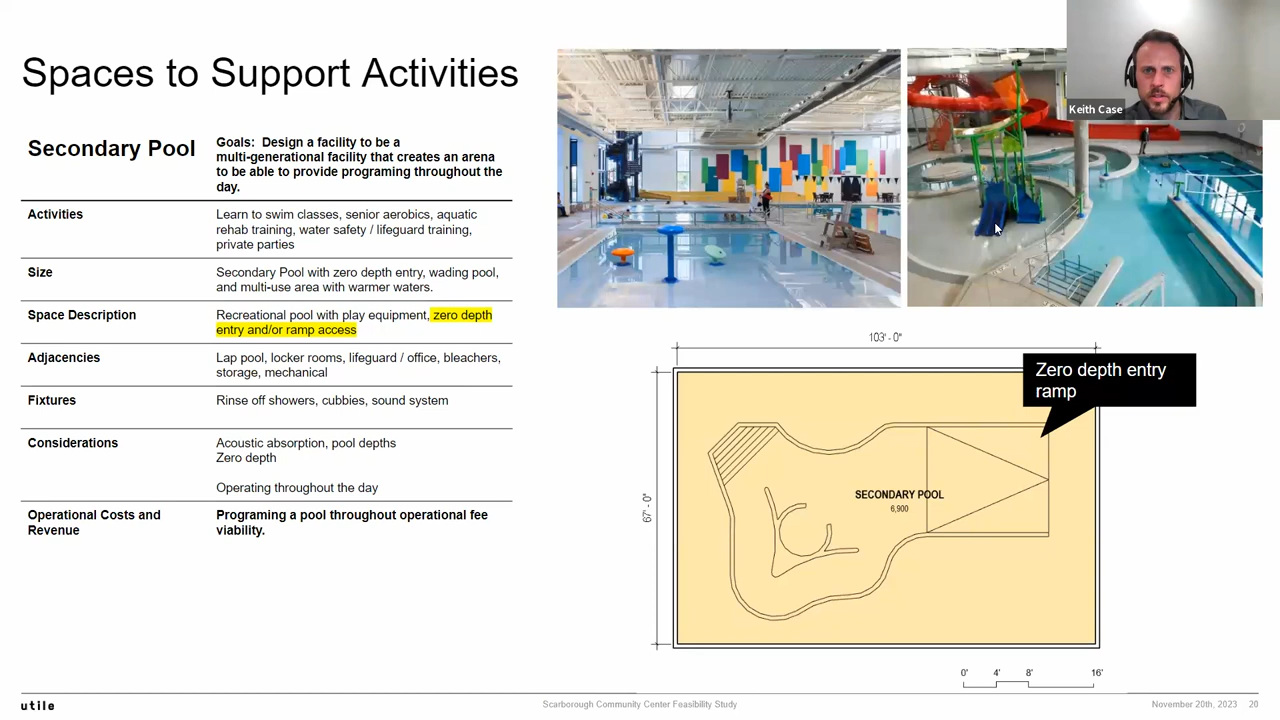 Spaces to Support Activities
Keith Case
Secondary Pool
Goals: Design a facility to be a
multi-generational facility that creates an arena
to be able to provide programing throughout the
day.
Activities
Learn to swim classes, senior aerobics, aquatic
rehab training, water safety / lifeguard training,
private parties
Size
Secondary Pool with zero depth entry, wading pool,
and multi-use area with warmer waters.
Space Description
Recreational pool with play equipment, zero depth
entry and/or ramp access
Adjacencies
Lap pool, locker rooms, lifeguard / office, bleachers,
storage, mechanical
Fixtures
Rinse off showers, cubbies, sound system
Considerations
Acoustic absorption, pool depths
Zero depth
Operating throughout the day
Operational Costs and
Revenue
Programing a pool throughout operational fee
viability.
103' - 0"
67' - 0"
Zero depth entry
ramp
SECONDARY POOL
6,900
0' 4' 8' 16'
utile
Scarborough Community Center Feasibility Study
November 20th, 2023 20